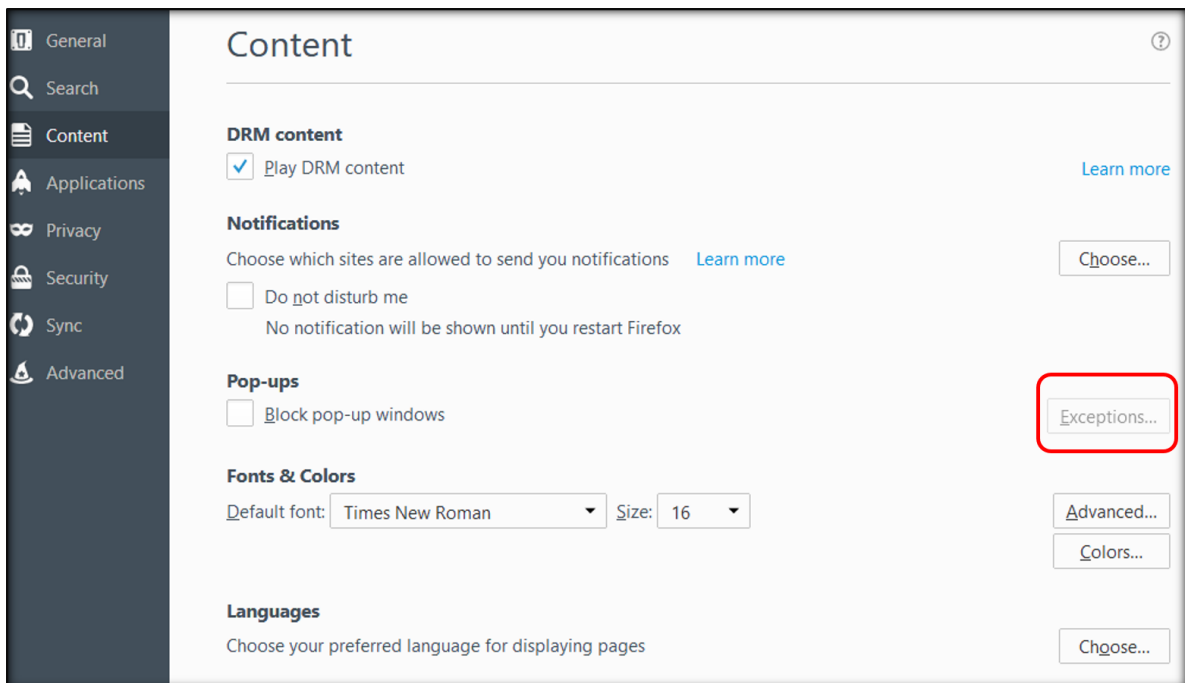 General
Search
Content
Applications
Privacy
Security
Sync
Advanced
Content
?
DRM content
Play DRM content
Learn more
Notifications
Choose which sites are allowed to send you notifications Learn more Choose...
Do not disturb me
No notification will be shown until you restart Firefox
Pop-ups
Block pop-up windows Exceptions...
Fonts & Colors
Default font: Times New Roman Size: 16 Advanced...
Colors...
Languages
Choose your preferred language for displaying pages Choose...